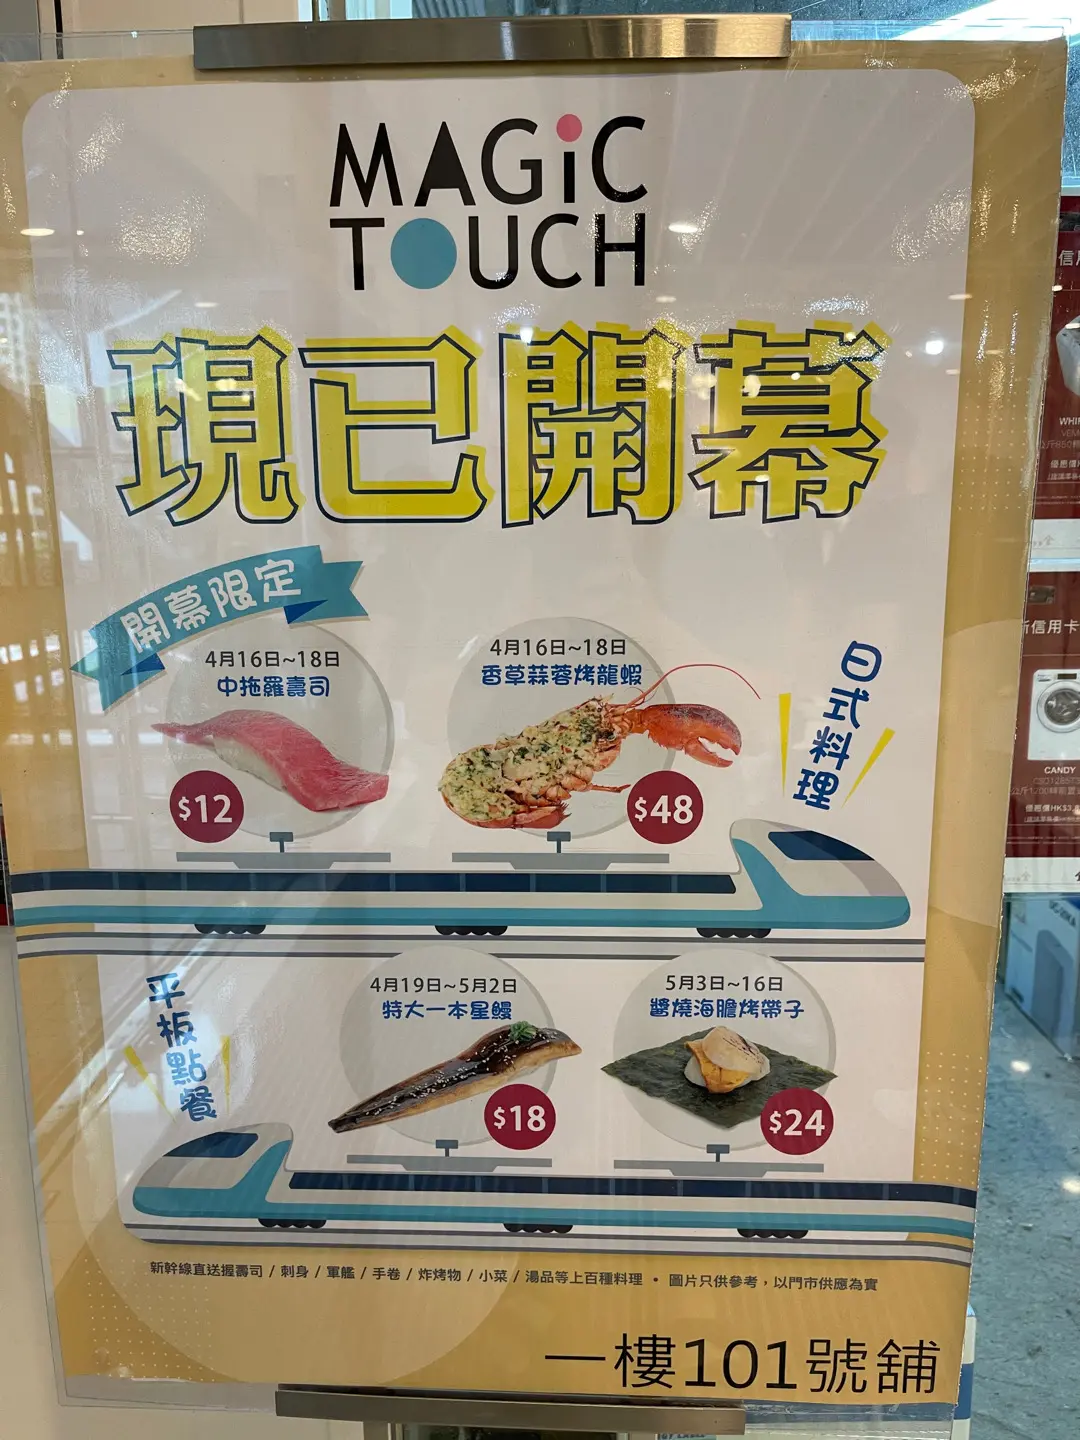 MAGiC
TOUCH
現已開幕
開幕限定
4月16日~18日
中拖羅壽司
$12
4月16日~18日
香草蒜蓉烤龍蝦
$48
日式料理
平板點餐
4月19日~5月2日
特大一本星鰻
$18
5月3日~16日
醬燒海膽烤帶子
$24
新幹線直送握壽司 / 刺身 / 軍艦 / 手卷 / 炸烤物 / 小菜 / 湯品等上百種料理 • 圖片只供參考，以門市供應為實
一樓101號舖
信用卡
CANDY